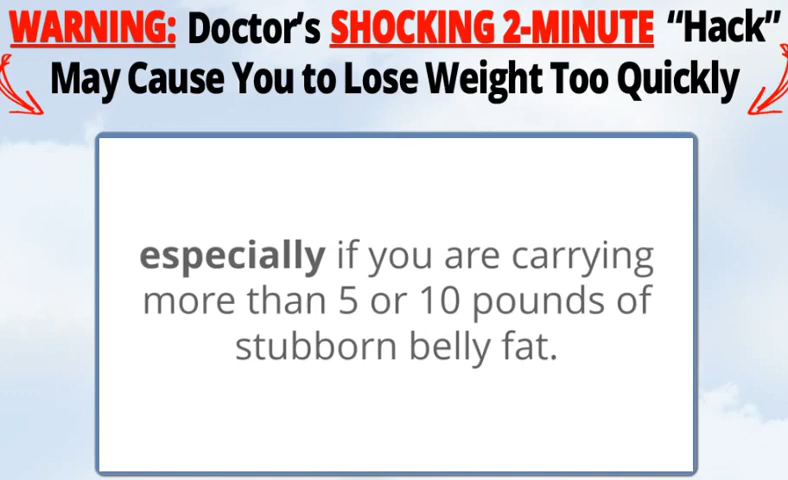 WARNING: Doctor's SHOCKING 2-MINUTE “Hack”
May Cause You to Lose Weight Too Quickly
especially if you are carrying
more than 5 or 10 pounds of
stubborn belly fat.